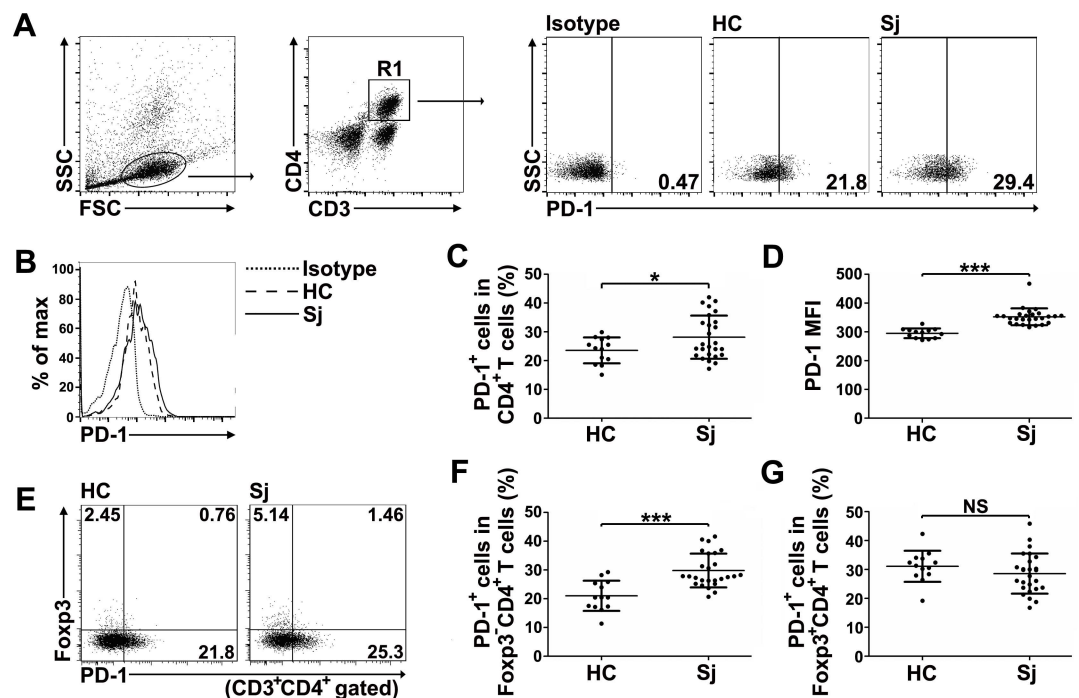 A
SSC
FSC
CD4
CD3
R1
Isotype
HC
Sj
SSC
0.47
21.8
29.4
PD-1
B
% of max
100
80
60
40
20
0
PD-1
Isotype
HC
Sj
C
PD-1+ cells in
CD4+ T cells (%)
50
40
30
20
10
0
*
HC
Sj
D
PD-1 MFI
500
400
300
200
100
0
***
HC
Sj
E
HC
Sj
Foxp3
2.45
0.76
21.8
5.14
1.46
25.3
PD-1
(CD3+CD4+ gated)
F
PD-1+ cells in
Foxp3-CD4+ T cells (%)
50
40
30
20
10
0
***
HC
Sj
G
PD-1+ cells in
Foxp3+CD4+ T cells (%)
50
40
30
20
10
0
NS
HC
Sj